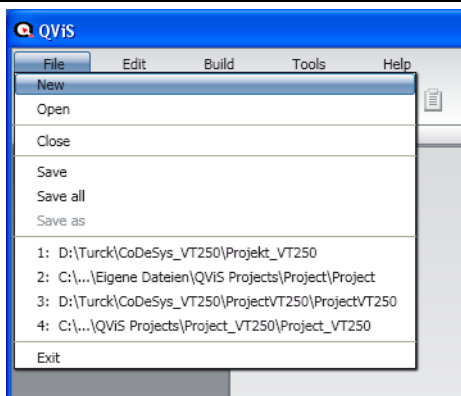 QViS
File Edit Build Tools Help
New
Open
Close
Save
Save all
Save as
1: D:\Turck\CoDeSys_VT250\Projekt_VT250
2: C:\...\Eigene Dateien\QViS Projects\Project\Project
3: D:\Turck\CoDeSys_VT250\ProjectVT250\ProjectVT250
4: C:\...\QViS Projects\Project_VT250\Project_VT250
Exit